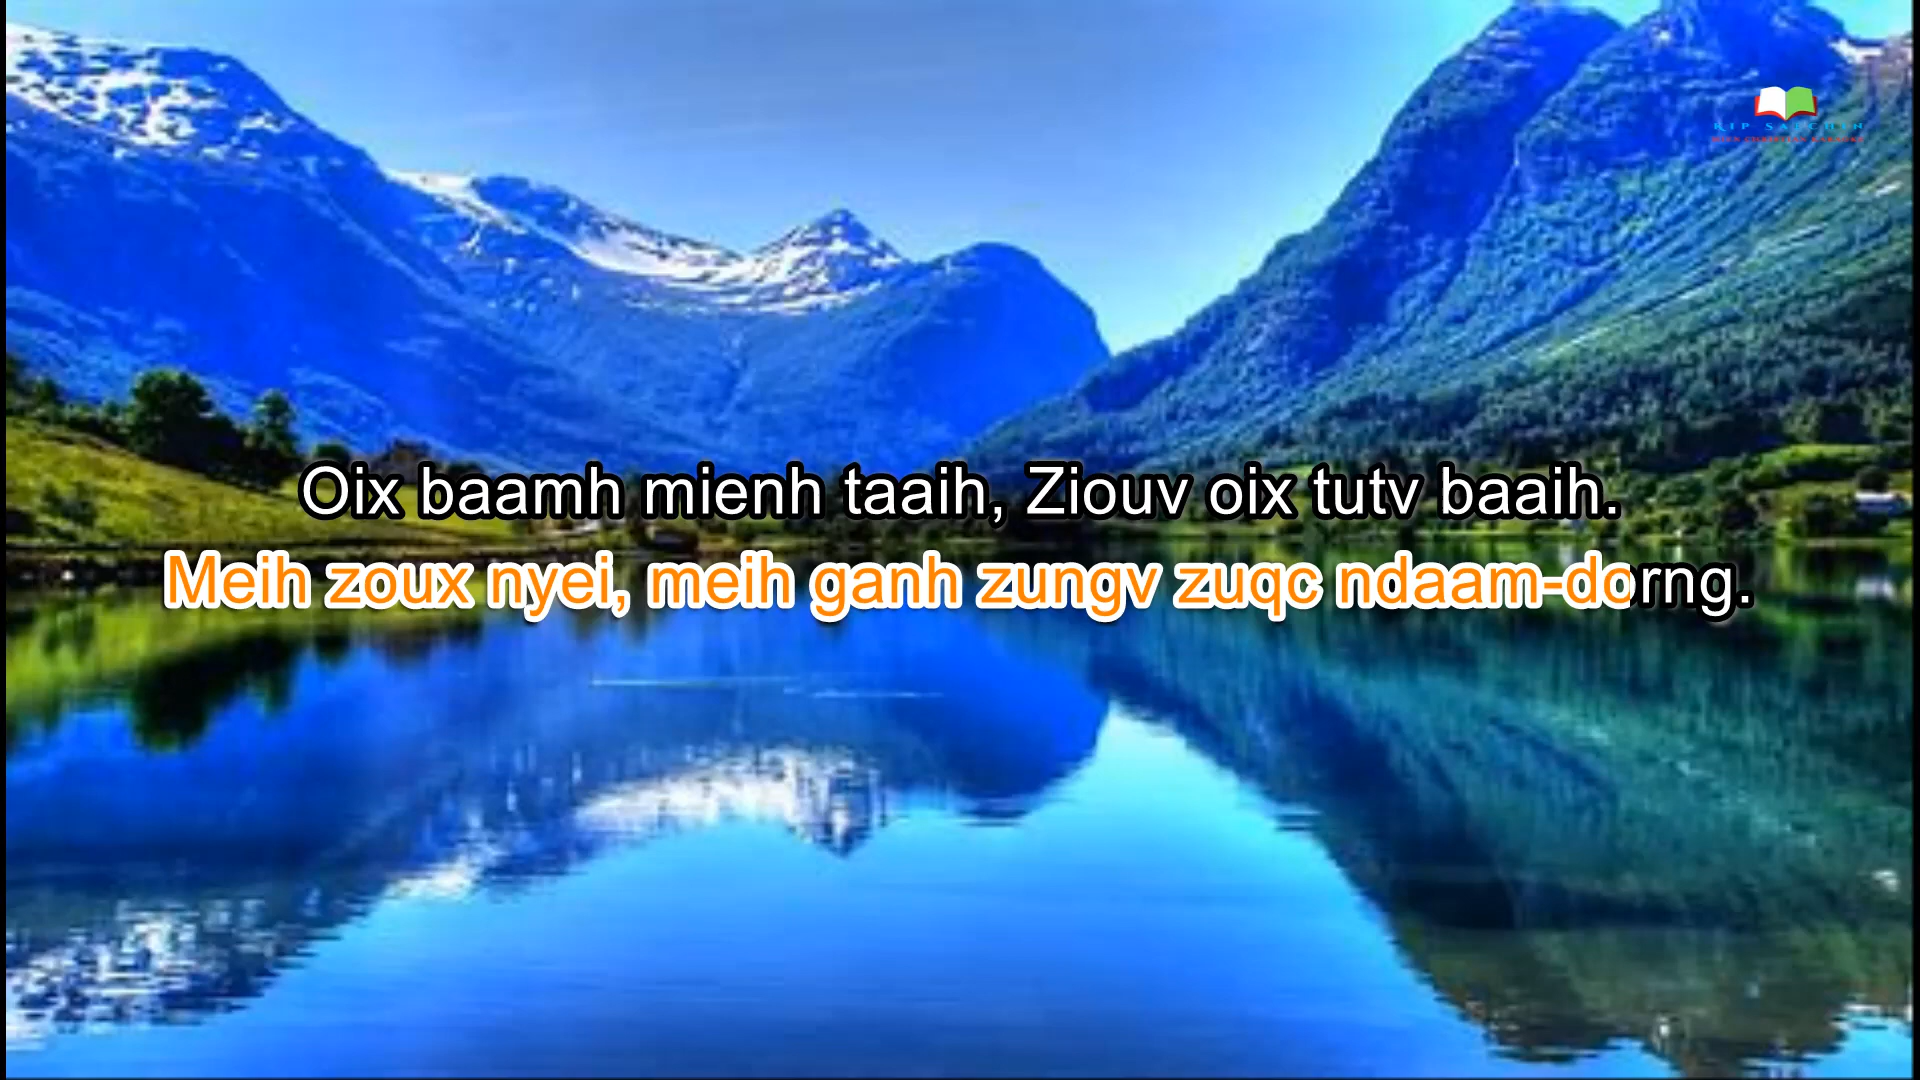 Oix baamh mienh taaih, Ziouv oix tutv baaih.
Meih zoux nyei, meih ganh zungv zuqc ndaam-dorng.